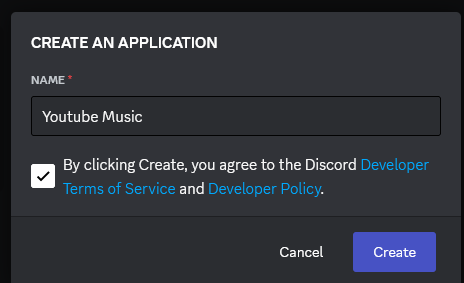 CREATE AN APPLICATION
NAME*
Youtube Music
By clicking Create, you agree to the Discord Developer
Terms of Service and Developer Policy.
Cancel Create